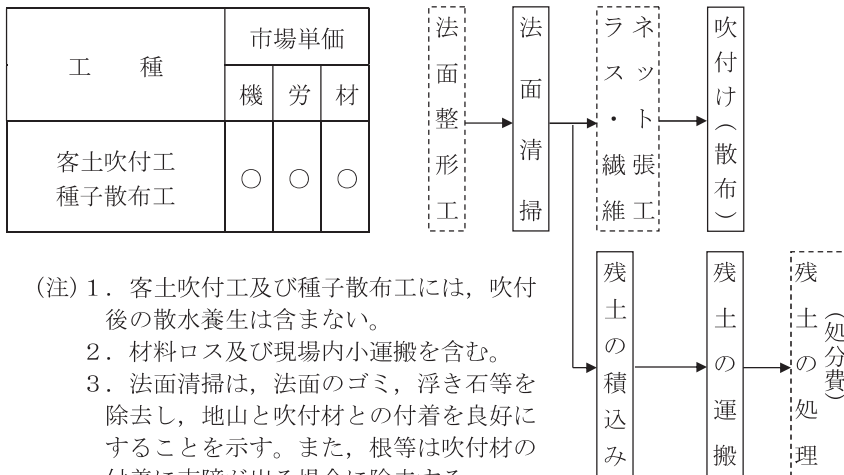 工　種
市場単価
機　労　材
客土吹付工
種子散布工
○　○　○
法面整形工
法面清掃
ラス・繊維
ネット張工
吹付け（散布）
残土の積込み
残土の運搬
残土の処理
（処分費）
（注）１．客土吹付工及び種子散布工には，吹付
後の散水養生は含まない。
２．材料ロス及び現場内小運搬を含む。
３．法面清掃は，法面のゴミ，浮き石等を
除去し，地山と吹付材との付着を良好に
することを示す。また，根等は吹付材の